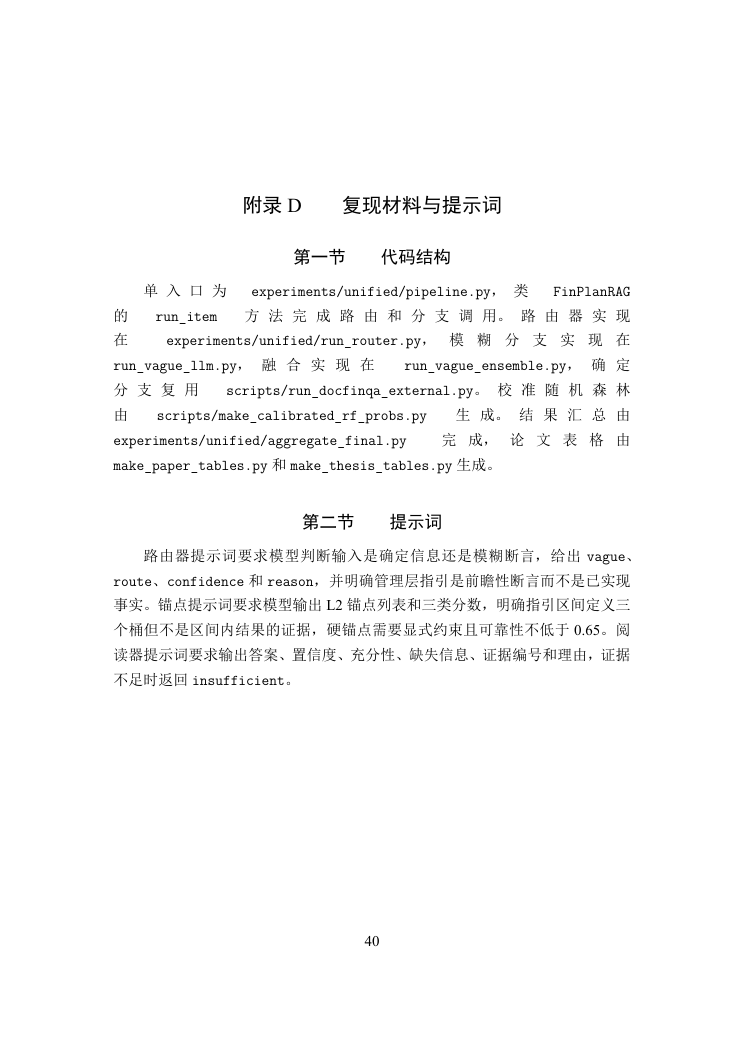 附录 D 复现材料与提示词
第一节 代码结构
单入口为 experiments/unified/pipeline.py，类 FinPlanRAG
的 run_item 方法完成路由和分支调用。路由器实现
在 experiments/unified/run_router.py，模糊分支实现在
run_vague_llm.py，融合实现在 run_vague_ensemble.py，确定
分支复用 scripts/run_docfinqa_external.py。校准随机森林
由 scripts/make_calibrated_rf_probs.py 生成。结果汇总由
experiments/unified/aggregate_final.py 完成，论文表格由
make_paper_tables.py 和 make_thesis_tables.py 生成。
第二节 提示词
路由器提示词要求模型判断输入是确定信息还是模糊断言，给出 vague、
route、confidence 和 reason，并明确管理层指引是前瞻性断言而不是已实现
事实。锚点提示词要求模型输出 L2 锚点列表和三类分数，明确指引区间定义三
个桶但不是区间内结果的证据，硬锚点需要显式约束且可靠性不低于 0.65。阅
读器提示词要求输出答案、置信度、充分性、缺失信息、证据编号和理由，证据
不足时返回 insufficient。
40